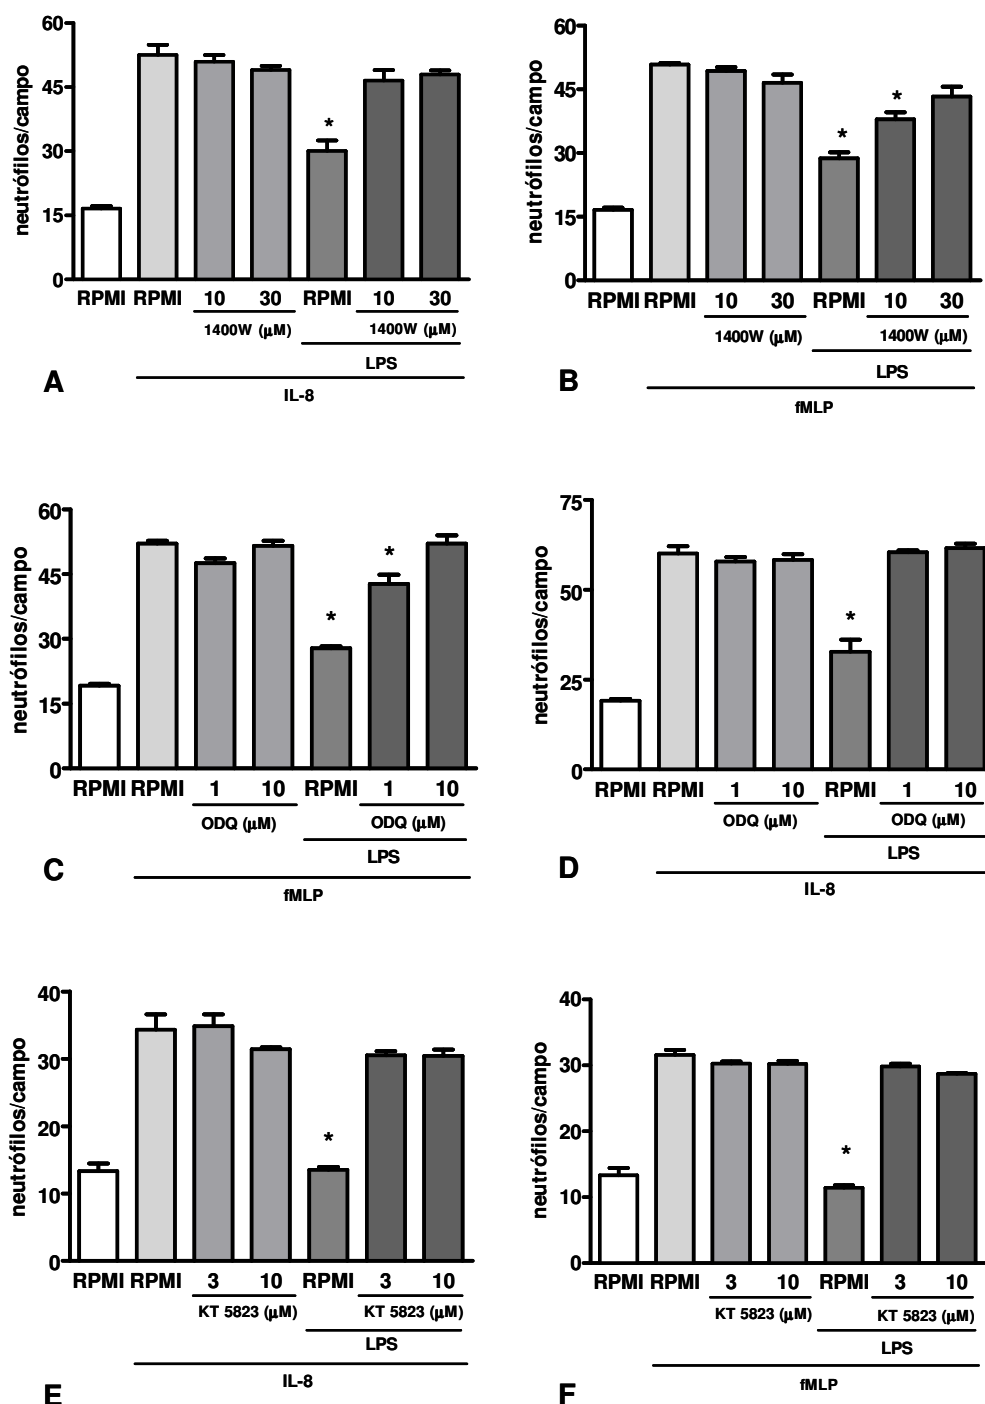 neutrófilos/campo
60
45
30
15
0
RPMI RPMI 10 30 RPMI 10 30
1400W (µM) 1400W (µM)
LPS
IL-8
A
*
neutrófilos/campo
60
45
30
15
0
RPMI RPMI 10 30 RPMI 10 30
1400W (µM) 1400W (µM)
LPS
fMLP
B
*
*
neutrófilos/campo
60
45
30
15
0
RPMI RPMI 1 10 RPMI 1 10
ODQ (µM) ODQ (µM)
LPS
fMLP
C
*
*
neutrófilos/campo
75
50
25
0
RPMI RPMI 1 10 RPMI 1 10
ODQ (µM) ODQ (µM)
LPS
IL-8
D
*
neutrófilos/campo
40
30
20
10
0
RPMI RPMI 3 10 RPMI 3 10
KT 5823 (µM) KT 5823 (µM)
LPS
IL-8
E
*
neutrófilos/campo
40
30
20
10
0
RPMI RPMI 3 10 RPMI 3 10
KT 5823 (µM) KT 5823 (µM)
LPS
fMLP
F
*